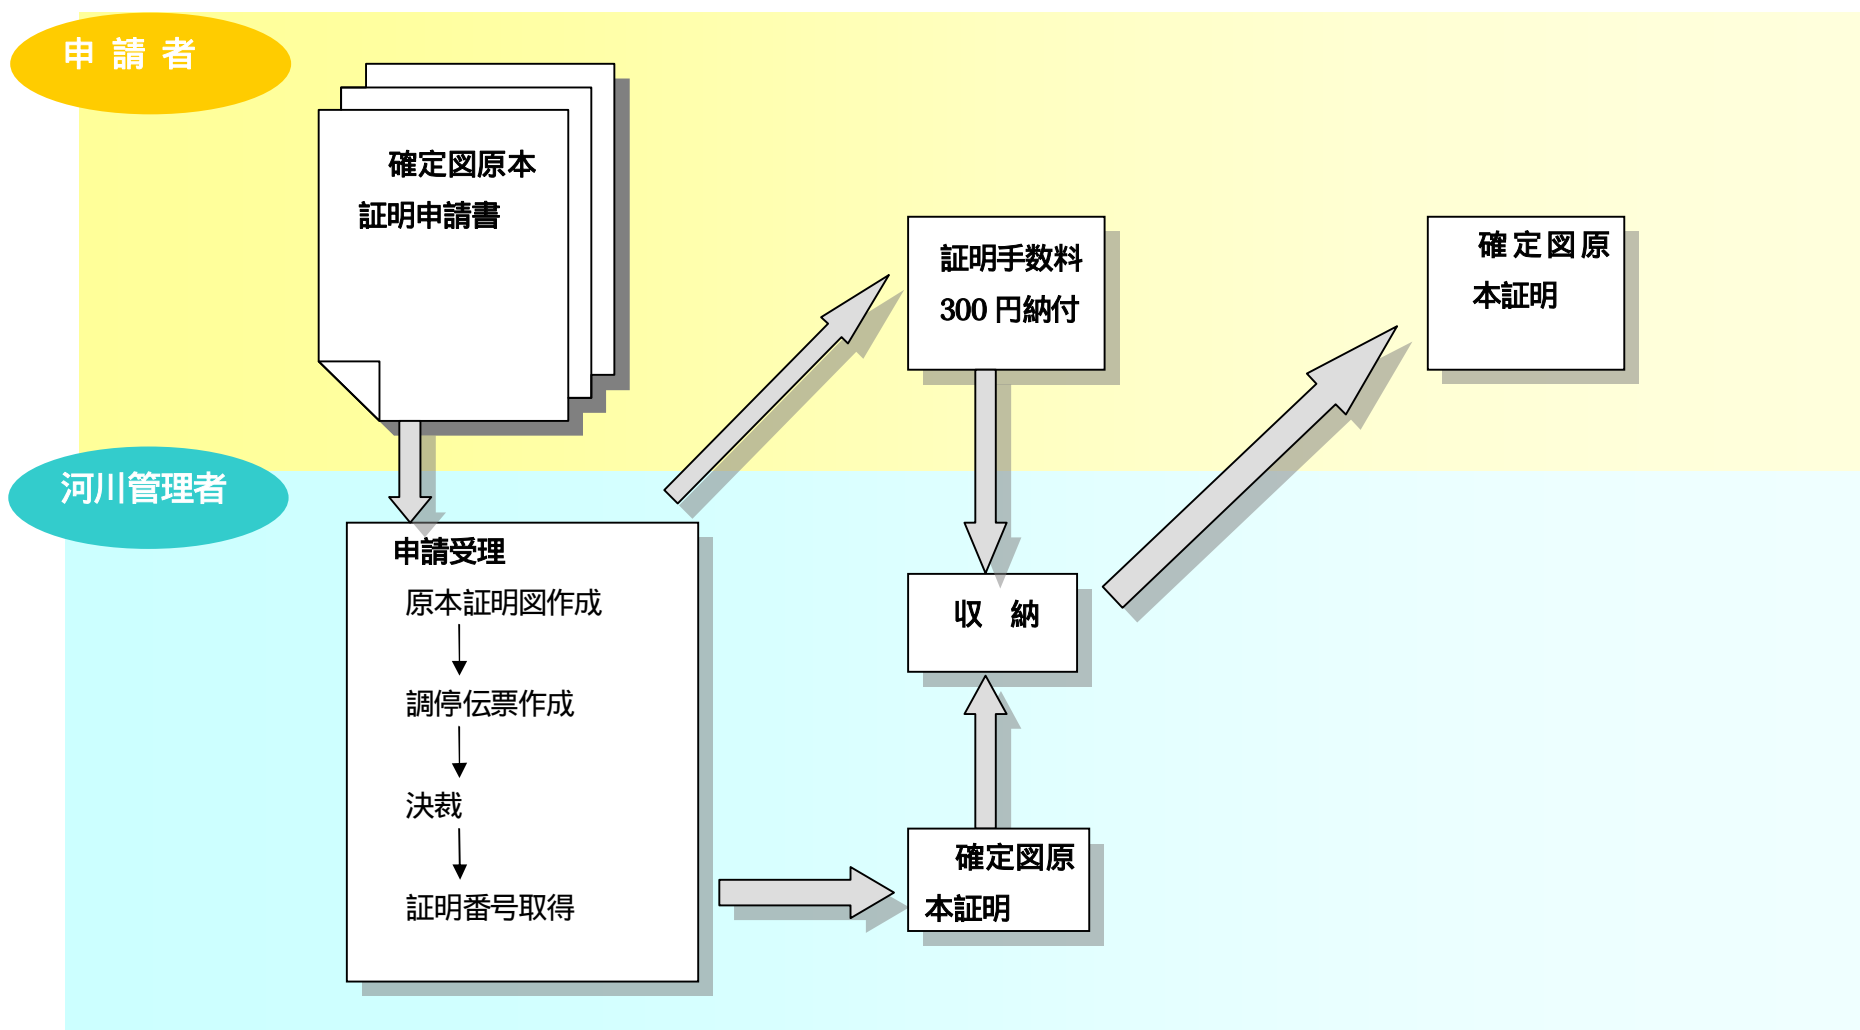 申 請 者
確定図原本
証明申請書
証明手数料
300 円納付
確定図原
本証明
河川管理者
申請受理
原本証明図作成
調停伝票作成
決裁
証明番号取得
収 納
確定図原
本証明